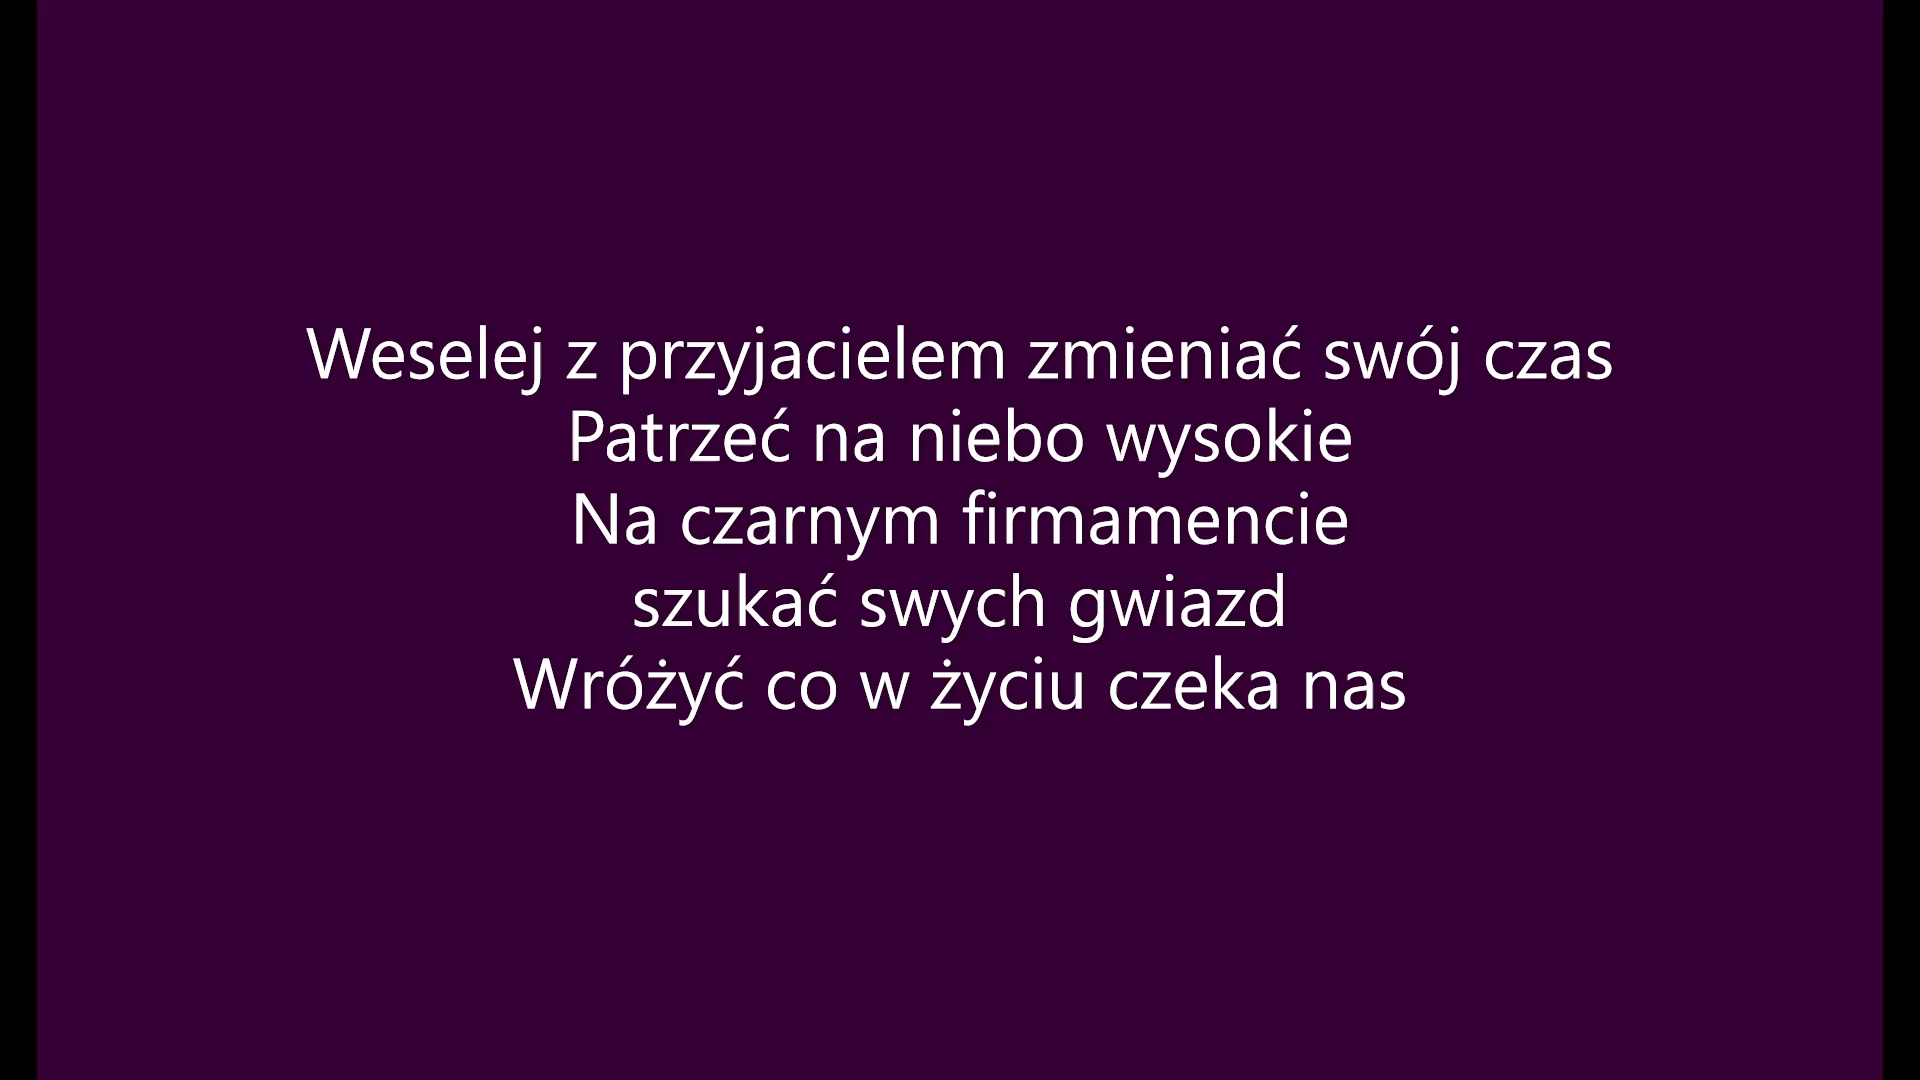 Weselej z przyjacielem zmieniać swój czas
Patrzeć na niebo wysokie
Na czarnym firmamencie
szukać swych gwiazd
Wróżyć co w życiu czeka nas